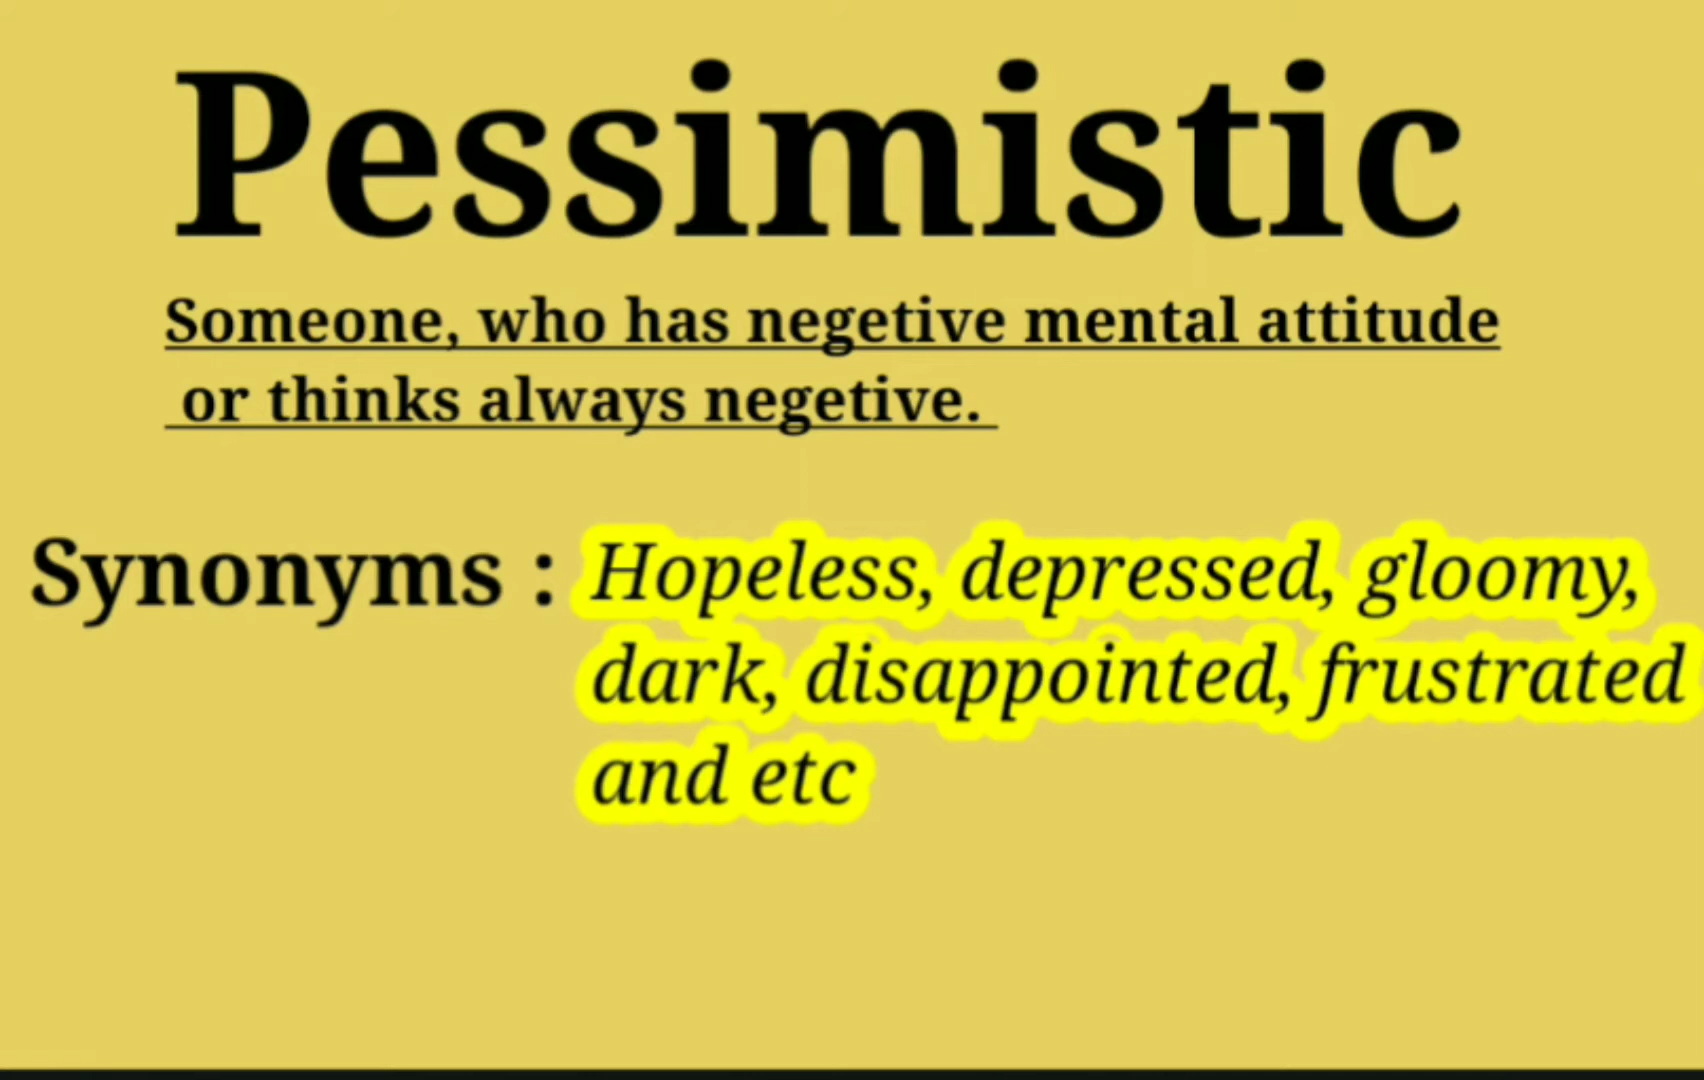 Pessimistic
Someone, who has negetive mental attitude
or thinks always negetive.
Synonyms : Hopeless, depressed, gloomy,
dark, disappointed, frustrated
and etc